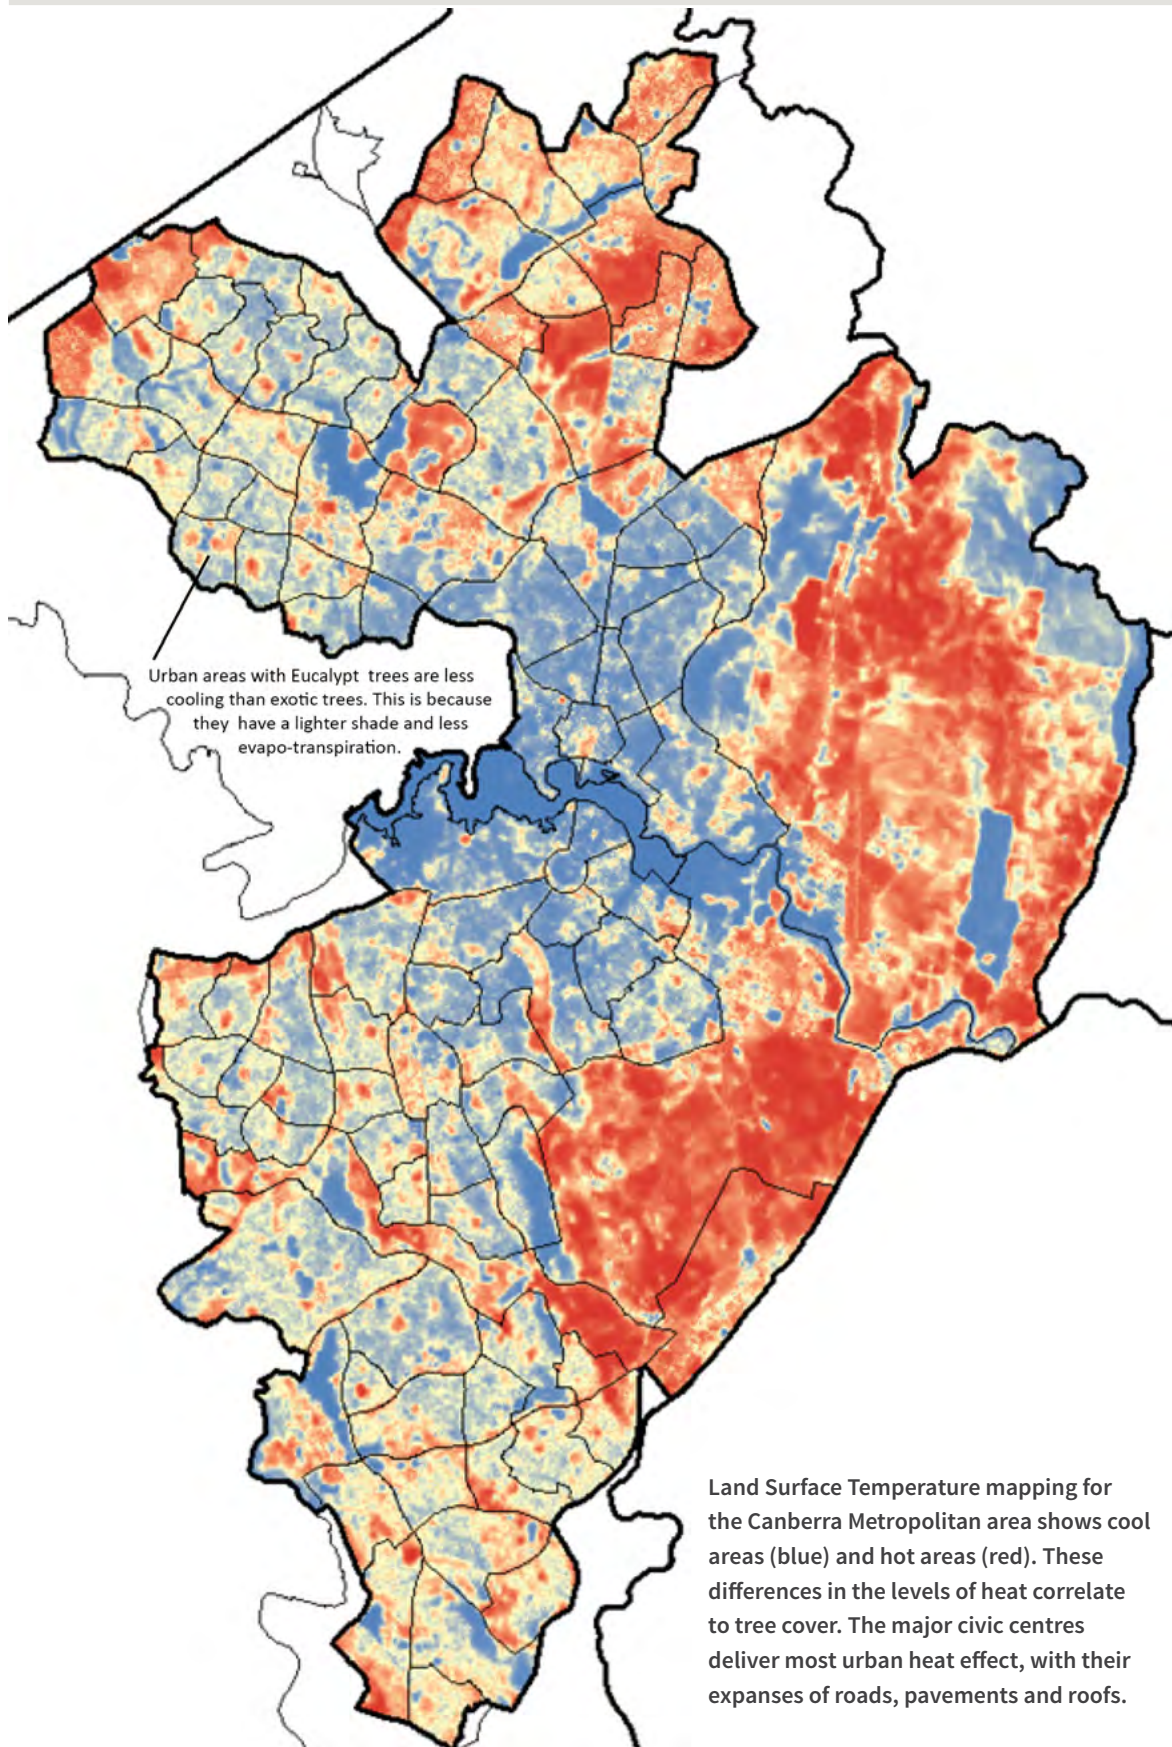 Urban areas with Eucalypt trees are less
cooling than exotic trees. This is because
they have a lighter shade and less
evapo-transpiration.
Land Surface Temperature mapping for
the Canberra Metropolitan area shows cool
areas (blue) and hot areas (red). These
differences in the levels of heat correlate
to tree cover. The major civic centres
deliver most urban heat effect, with their
expanses of roads, pavements and roofs.